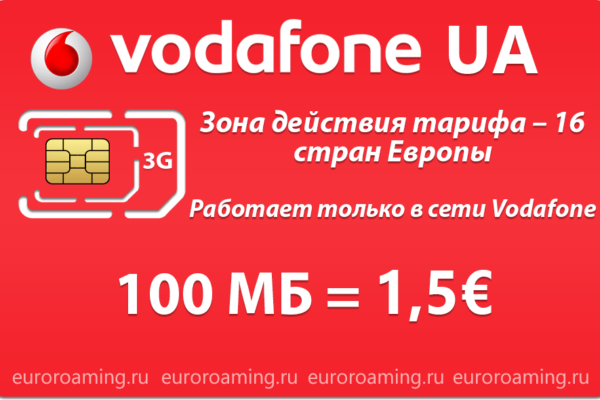 vodafone UA
Зона действия тарифа – 16
стран Европы
3G
Работает только в сети Vodafone
100 МБ = 1,5€
euroroaming.ru euroroaming.ru euroroaming.ru euroroaming.ru